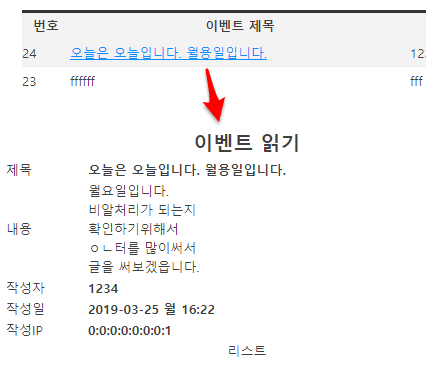 번호 이벤트 제목
24 오늘은 오늘입니다. 월용일입니다. 12
23 ffffff fff
이벤트 읽기
제목 오늘은 오늘입니다. 월용일입니다.
월요일입니다.
비알처리가 되는지
내용 확인하기위해서
ㅇㄴ터를 많이써서
글을 써보겠읍니다.
작성자 1234
작성일 2019-03-25 월 16:22
작성IP 0:0:0:0:0:0:0:1
리스트